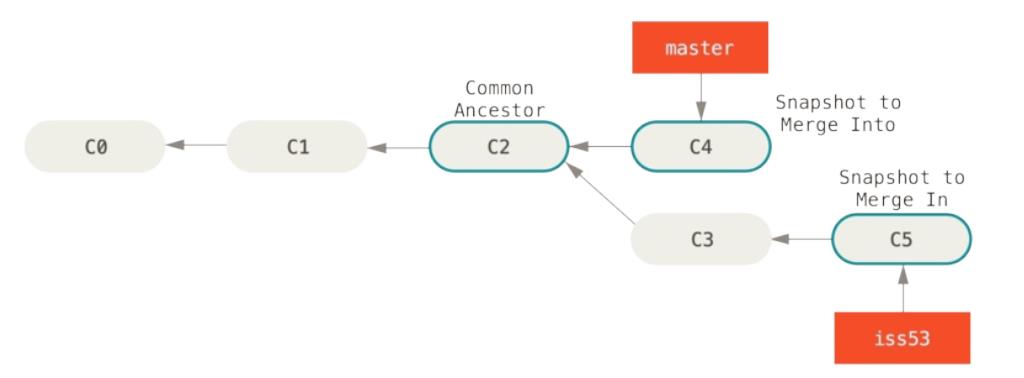 master
Common
Ancestor
Snapshot to
Merge Into
C0
C1
C2
C4
Snapshot to
Merge In
C3
C5
iss53